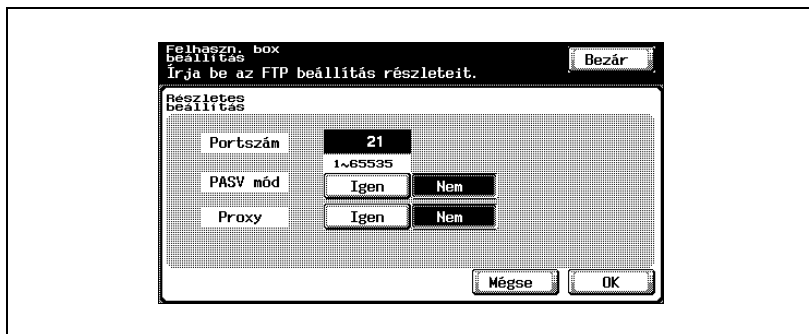 Felhaszn. box
beállítás
Írja be az FTP beállítás részleteit.
Bezár
Részletes
beállítás
Portszám
21
1~65535
PASV mód
Igen
Nem
Proxy
Igen
Nem
Mégse
OK